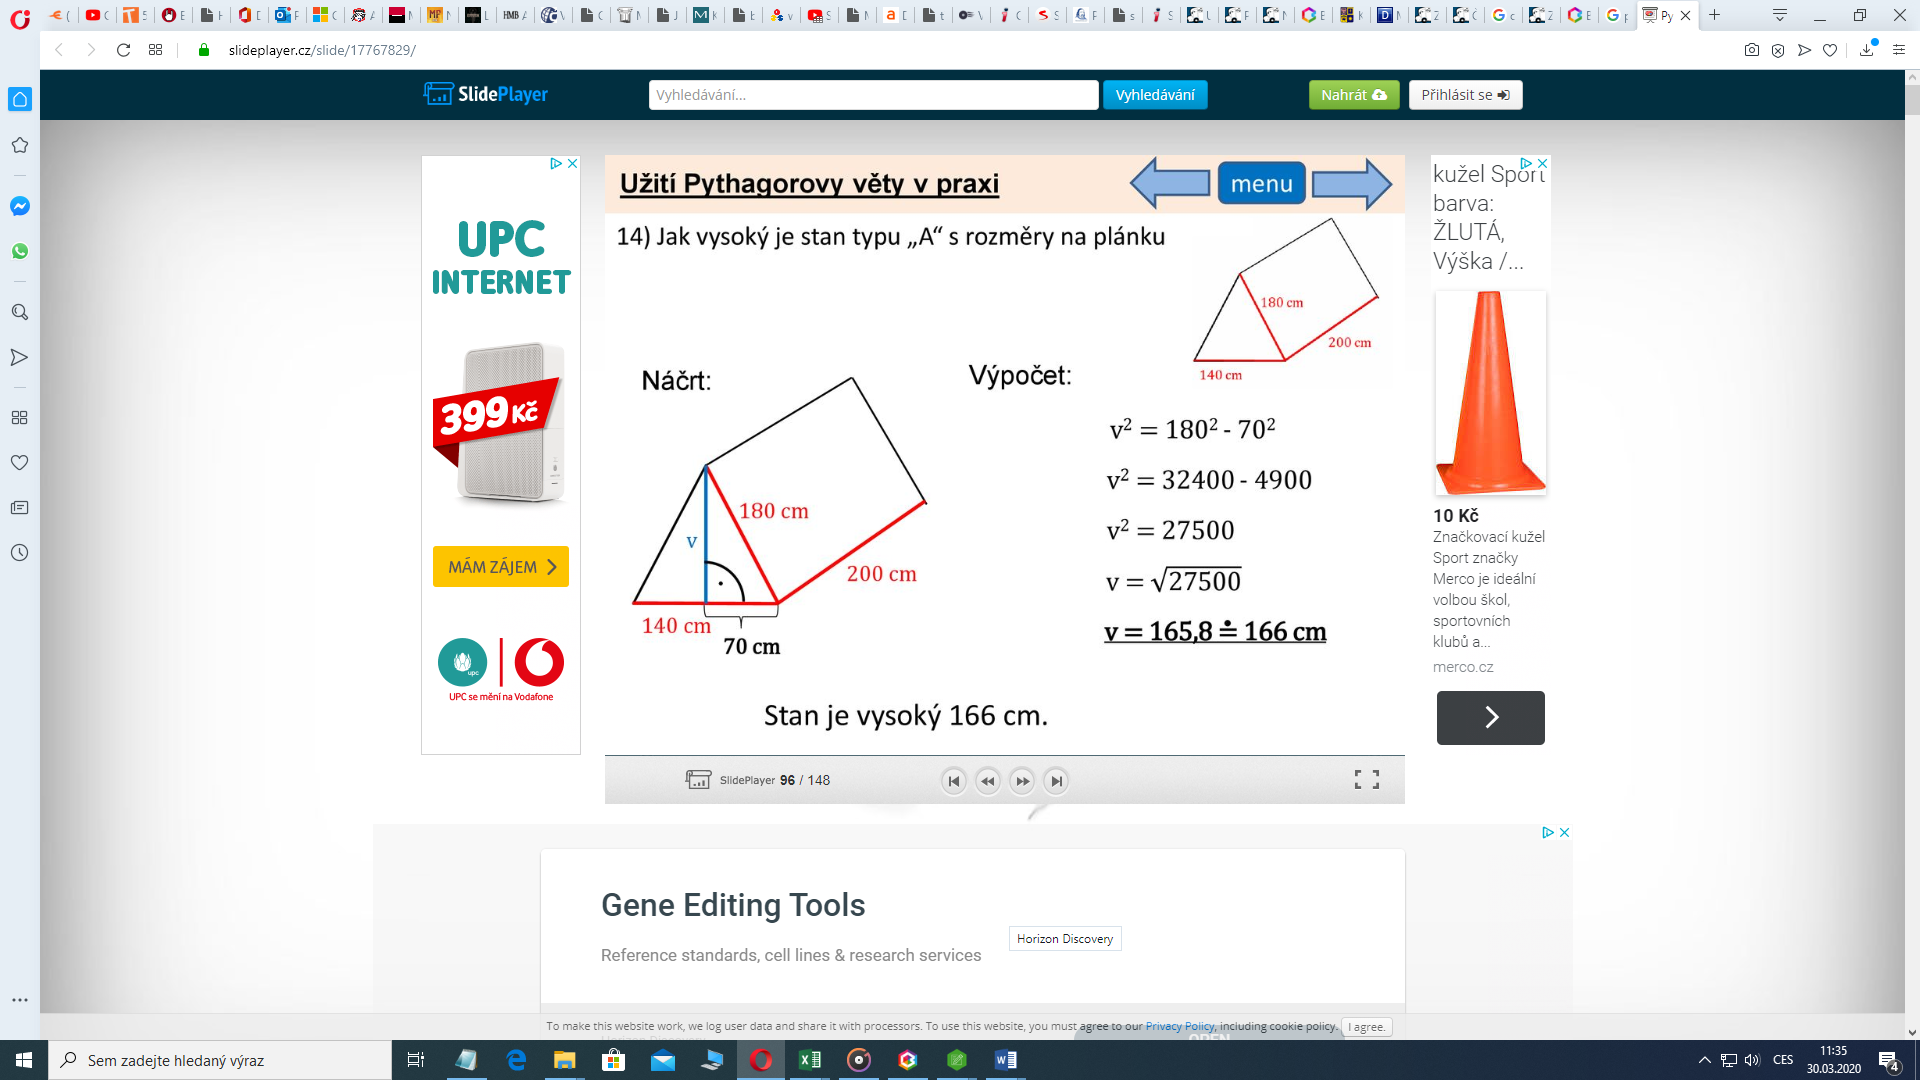 slideplayer.cz/slide/17767829/
SlidePlayer
Vyhledávání...
Vyhledávání
Nahrát
Přihlásit se
UPC
INTERNET
399 Kč
MÁM ZÁJEM
upc
UPC se mění na Vodafone
Užití Pythagorovy věty v praxi
menu
14) Jak vysoký je stan typu „A“ s rozměry na plánku
180 cm
200 cm
140 cm
Náčrt:
Výpočet:
v
180 cm
200 cm
140 cm
70 cm
v² = 180² - 70²
v² = 32400 - 4900
v² = 27500
v = √27500
v = 165,8 ≐ 166 cm
Stan je vysoký 166 cm.
SlidePlayer 96 / 148
kužel Sport
barva:
ŽLUTÁ,
Výška /...
10 Kč
Značkovací kužel
Sport značky
Merco je ideální
volbou škol,
sportovních
klubů a...
merco.cz
Gene Editing Tools
Reference standards, cell lines & research services
Horizon Discovery
To make this website work, we log user data and share it with processors. To use this website, you must agree to our Privacy Policy, including cookie policy.
I agree.
Sem zadejte hledaný výraz
CES
11:35
30.03.2020
4